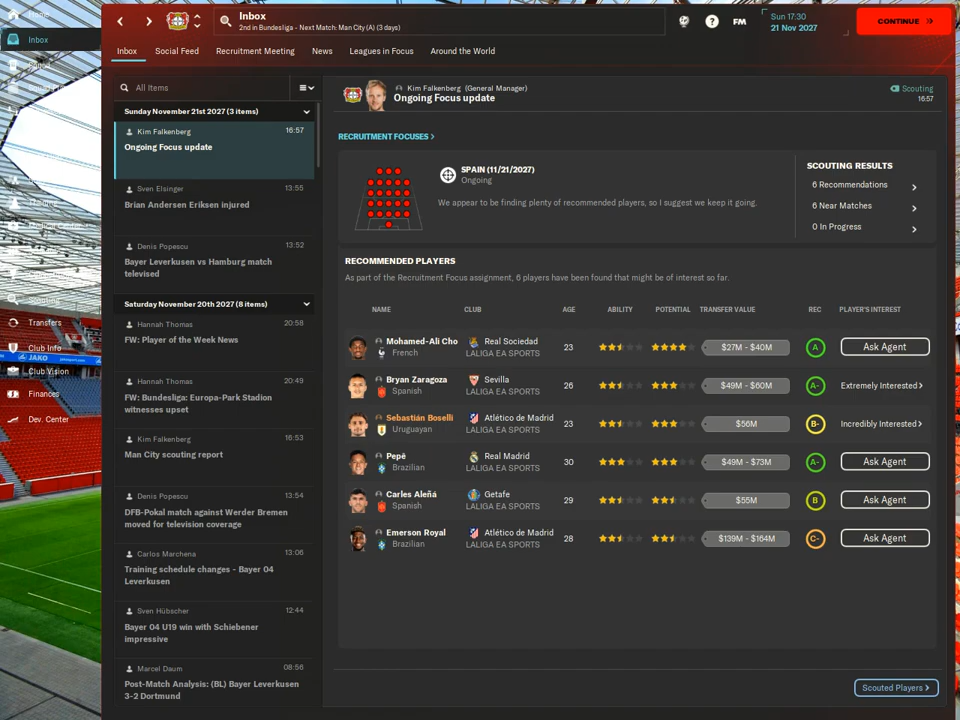 Inbox
2nd in Bundesliga - Next Match: Man City (A) (3 days)
FM
Sun 17:30
21 Nov 2027
CONTINUE
Home
Inbox
Transfers
Club Info
Club Vision
Finances
Dev. Center
JAKO
Inbox
Social Feed
Recruitment Meeting
News
Leagues in Focus
Around the World
All Items
Sunday November 21st 2027 (3 items)
Kim Falkenberg 16:57
Ongoing Focus update
Sven Elsinger 13:55
Brian Andersen Eriksen injured
Denis Popescu 13:52
Bayer Leverkusen vs Hamburg match
televised
Saturday November 20th 2027 (8 items)
Hannah Thomas 20:58
FW: Player of the Week News
Hannah Thomas 20:49
FW: Bundesliga: Europa-Park Stadion
witnesses upset
Kim Falkenberg 16:53
Man City scouting report
Denis Popescu 13:54
DFB-Pokal match against Werder Bremen
moved for television coverage
Carlos Marchena 13:06
Training schedule changes - Bayer 04
Leverkusen
Sven Hübscher 12:44
Bayer 04 U19 win with Schiebener
impressive
Marcel Daum 08:56
Post-Match Analysis: (BL) Bayer Leverkusen
3-2 Dortmund
Kim Falkenberg (General Manager)
Ongoing Focus update
Scouting
16:57
RECRUITMENT FOCUSES
SPAIN (11/21/2027)
Ongoing
We appear to be finding plenty of recommended players, so I suggest we keep it going.
SCOUTING RESULTS
6 Recommendations
6 Near Matches
0 In Progress
RECOMMENDED PLAYERS
As part of the Recruitment Focus assignment, 6 players have been found that might be of interest so far.
NAME CLUB AGE ABILITY POTENTIAL TRANSFER VALUE REC PLAYER'S INTEREST
Mohamed-Ali Cho Real Sociedad 23 $27M - $40M A Ask Agent
French LALIGA EA SPORTS
Bryan Zaragoza Sevilla 26 $49M - $60M A- Extremely Interested
Spanish LALIGA EA SPORTS
Sebastián Boselli Atlético de Madrid 23 $56M B- Incredibly Interested
Uruguayan LALIGA EA SPORTS
Pepê Real Madrid 30 $49M - $73M A- Ask Agent
Brazilian LALIGA EA SPORTS
Carles Aleñá Getafe 29 $55M B Ask Agent
Spanish LALIGA EA SPORTS
Emerson Royal Atlético de Madrid 28 $139M - $164M C- Ask Agent
Brazilian LALIGA EA SPORTS
Scouted Players